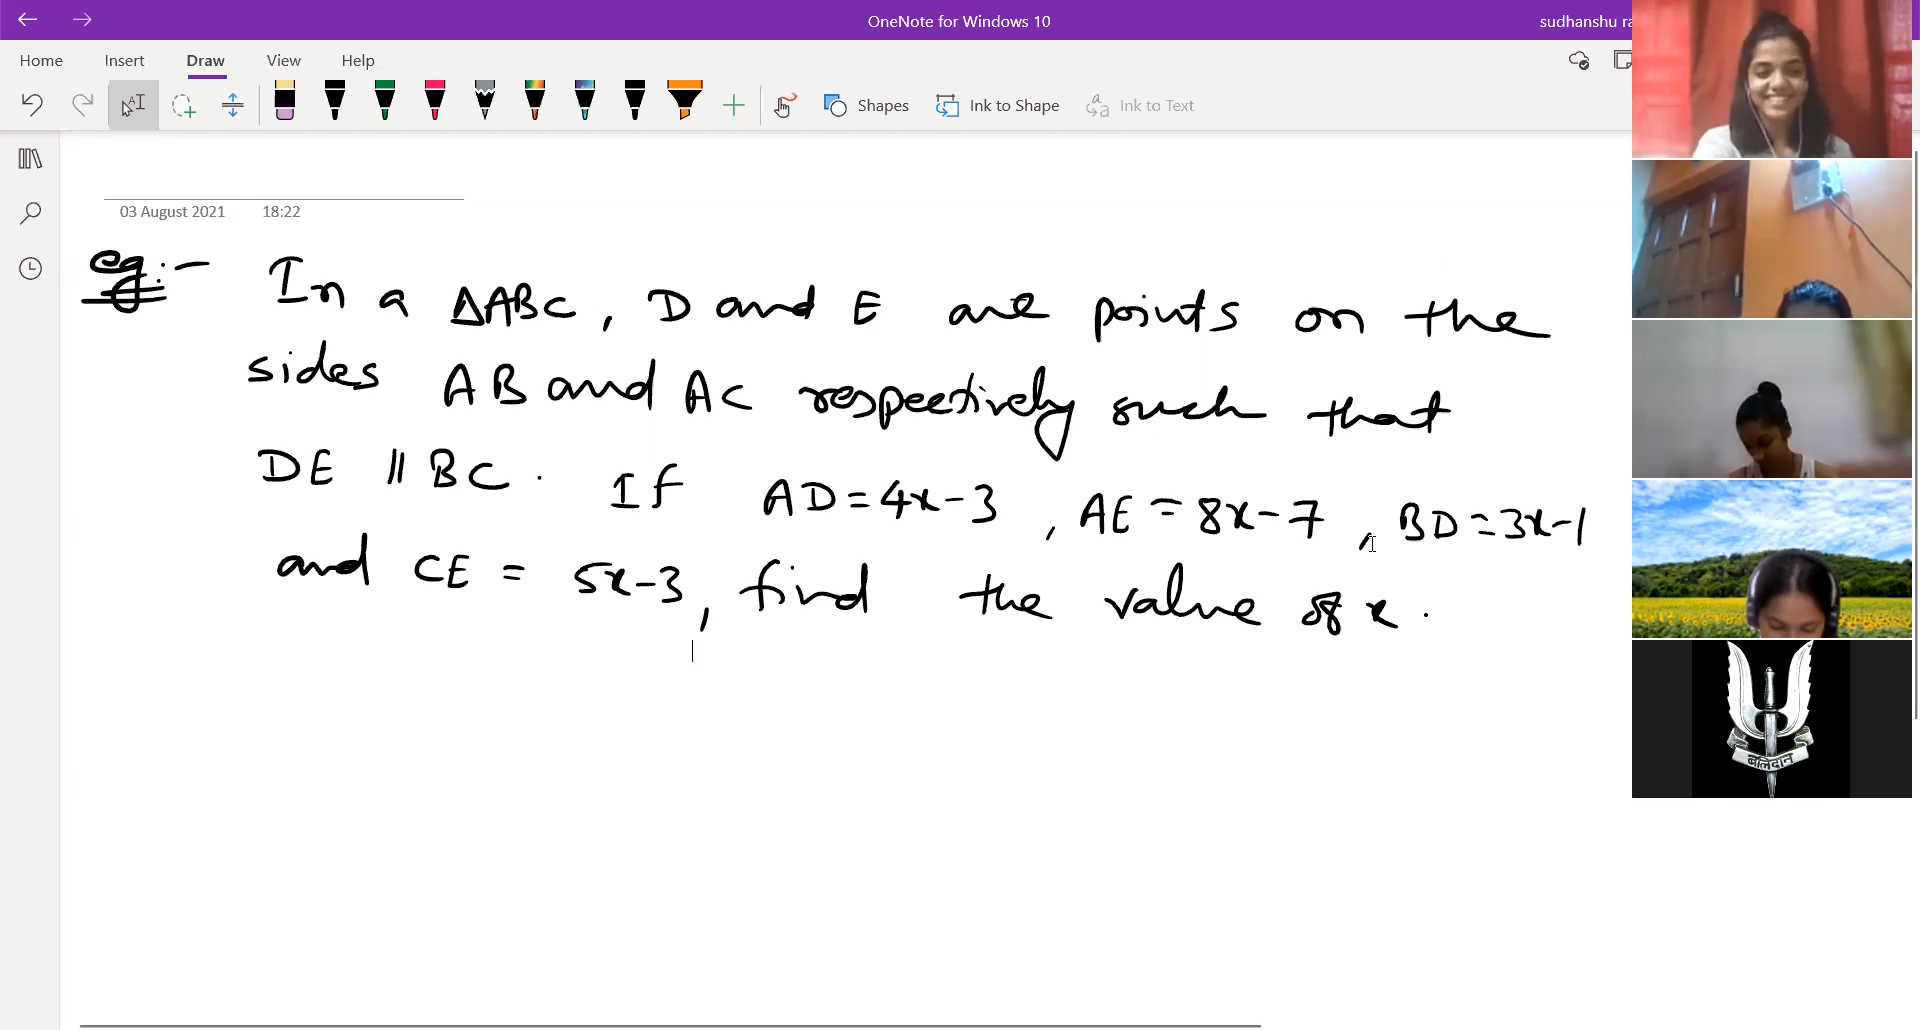 OneNote for Windows 10
sudhanshu ra
Home Insert Draw View Help
Shapes Ink to Shape Ink to Text
03 August 2021 18:22
eg:- In a ΔABC, D and E are points on the
sides AB and AC respectively such that
DE || BC. If AD=4x-3, AE=8x-7, BD=3x-1
and CE = 5x-3, find the value of x.
बलिदान